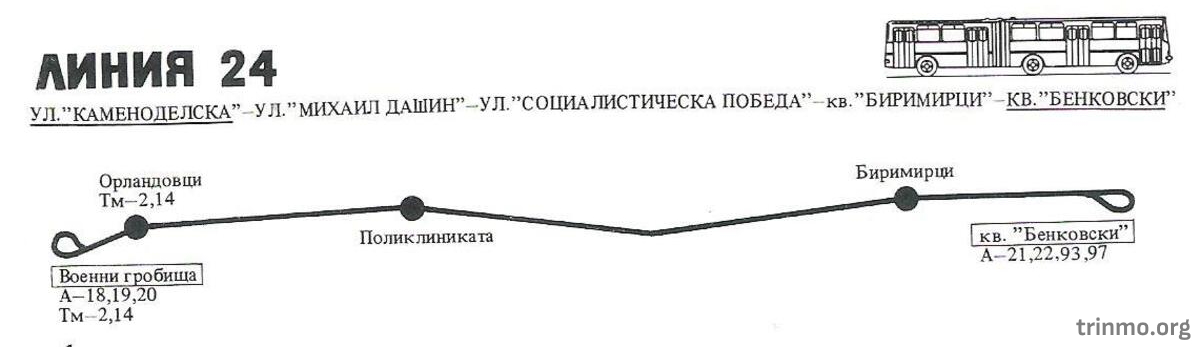 ЛИНИЯ 24
УЛ."КАМЕНОДЕЛСКА"–УЛ."МИХАИЛ ДАШИН"–УЛ."СОЦИАЛИСТИЧЕСКА ПОБЕДА"–кв."БИРИМИРЦИ"–КВ."БЕНКОВСКИ"
Орландовци
Тм–2,14
Биримирци
Поликлиниката
кв. "Бенковски"
А–21,22,93,97
Военни гробища
А–18,19,20
Тм–2,14
trinmo.org